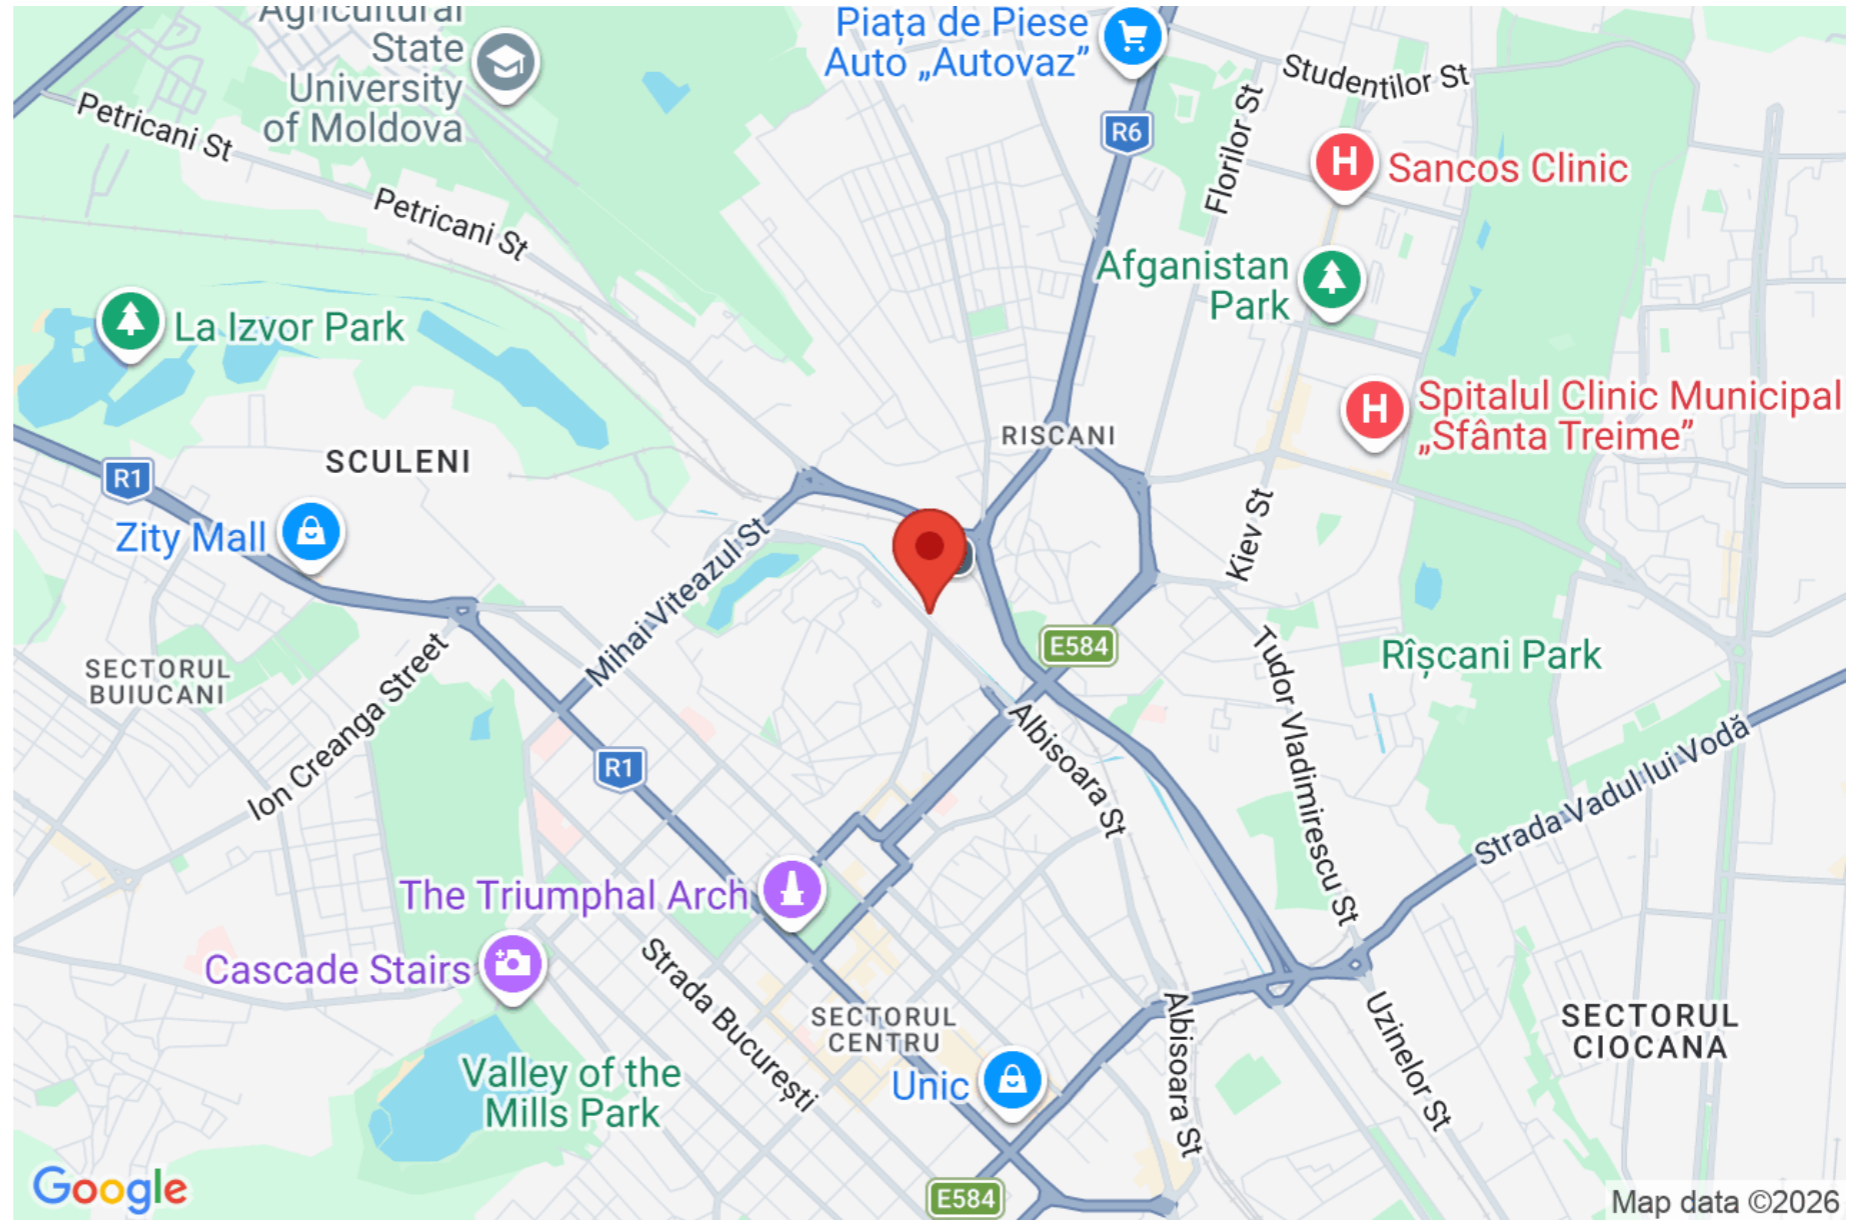 Agricultural
State
University
of Moldova
Piața de Piese
Auto „Autovaz”
Studentilor St
Petricani St
R6
Florilor St
Sancos Clinic
Petricani St
Afganistan
Park
La Izvor Park
Spitalul Clinic Municipal
„Sfânta Treime”
RISCANI
SCULENI
R1
Zity Mall
Kiev St
Mihai Viteazul St
E584
SECTORUL
BUIUCANI
Ion Creanga Street
Rîșcani Park
Tudor Vladimirescu St
R1
Albisoara St
Strada Vadul lui Vodă
The Triumphal Arch
Cascade Stairs
Strada București
SECTORUL
CENTRU
Albisoara St
Uzinelor St
SECTORUL
CIOCANA
Valley of the
Mills Park
Unic
Google
E584
Map data ©2026